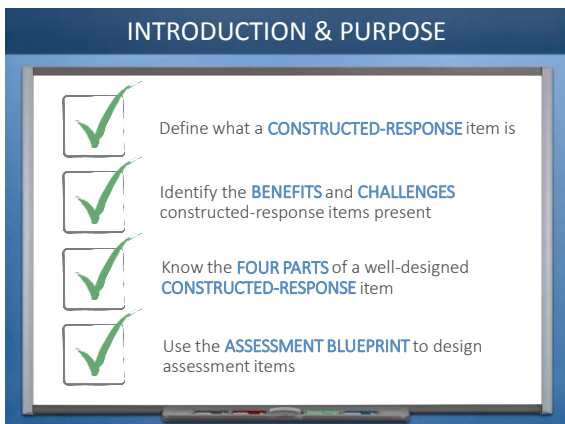 INTRODUCTION & PURPOSE
Define what a CONSTRUCTED-RESPONSE item is
Identify the BENEFITS and CHALLENGES
constructed-response items present
Know the FOUR PARTS of a well-designed
CONSTRUCTED-RESPONSE item
Use the ASSESSMENT BLUEPRINT to design
assessment items